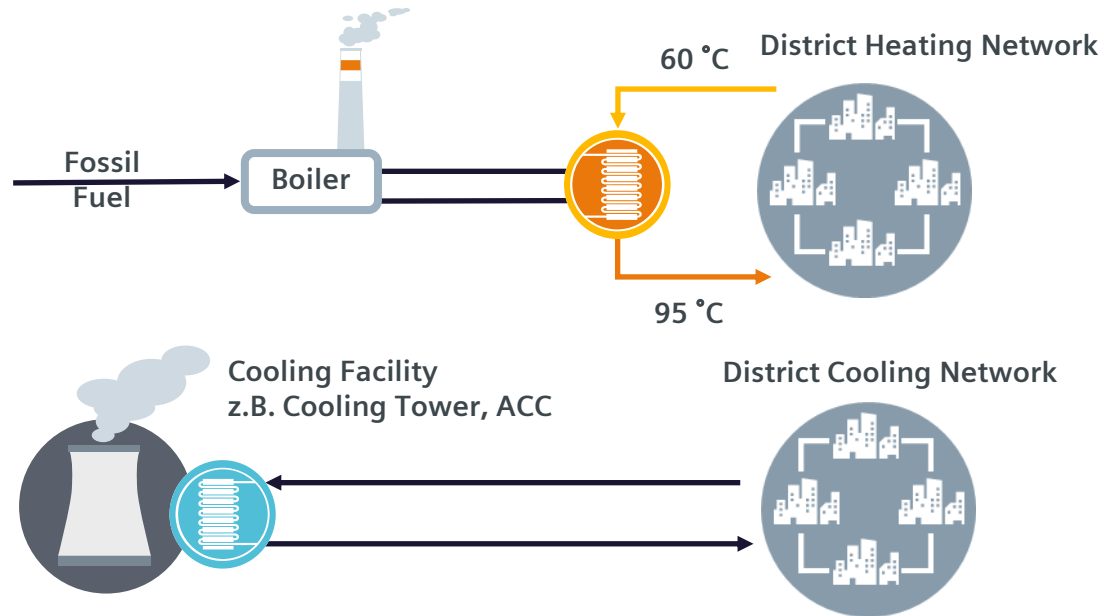 District Heating Network
60 °C
Fossil
Fuel
Boiler
95 °C
Cooling Facility
z.B. Cooling Tower, ACC
District Cooling Network